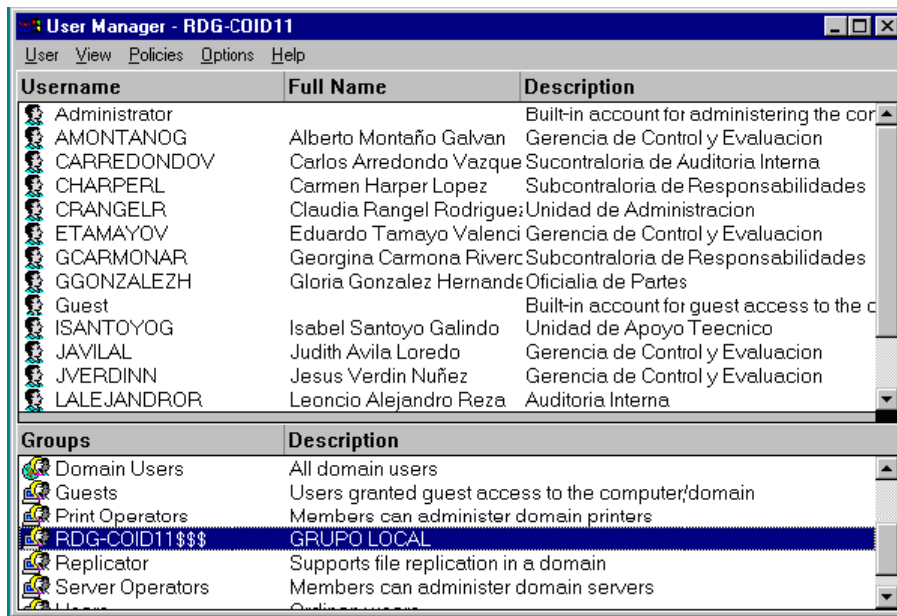 User Manager - RDG-COID11
User View Policies Options Help
Username Full Name Description
Administrator Built-in account for administering the cor
AMONTANOG Alberto Montaño Galvan Gerencia de Control y Evaluacion
CARREDONDOV Carlos Arredondo Vazque Sucontraloria de Auditoria Interna
CHARPERL Carmen Harper Lopez Subcontraloria de Responsabilidades
CRANGELR Claudia Rangel Rodriguez Unidad de Administracion
ETAMAYOV Eduardo Tamayo Valenci Gerencia de Control y Evaluacion
GCARMONAR Georgina Carmona Rivero Subcontraloria de Responsabilidades
GGONZALEZH Gloria Gonzalez Hernande Oficialia de Partes
Guest Built-in account for guest access to the c
ISANTOYOG Isabel Santoyo Galindo Unidad de Apoyo Teecnico
JAVILAL Judith Avila Loredo Gerencia de Control y Evaluacion
JVERDINN Jesus Verdin Nuñez Gerencia de Control y Evaluacion
LALEJANDROR Leoncio Alejandro Reza Auditoria Interna
Groups Description
Domain Users All domain users
Guests Users granted guest access to the computer/domain
Print Operators Members can administer domain printers
RDG-COID11$$$ GRUPO LOCAL
Replicator Supports file replication in a domain
Server Operators Members can administer domain servers